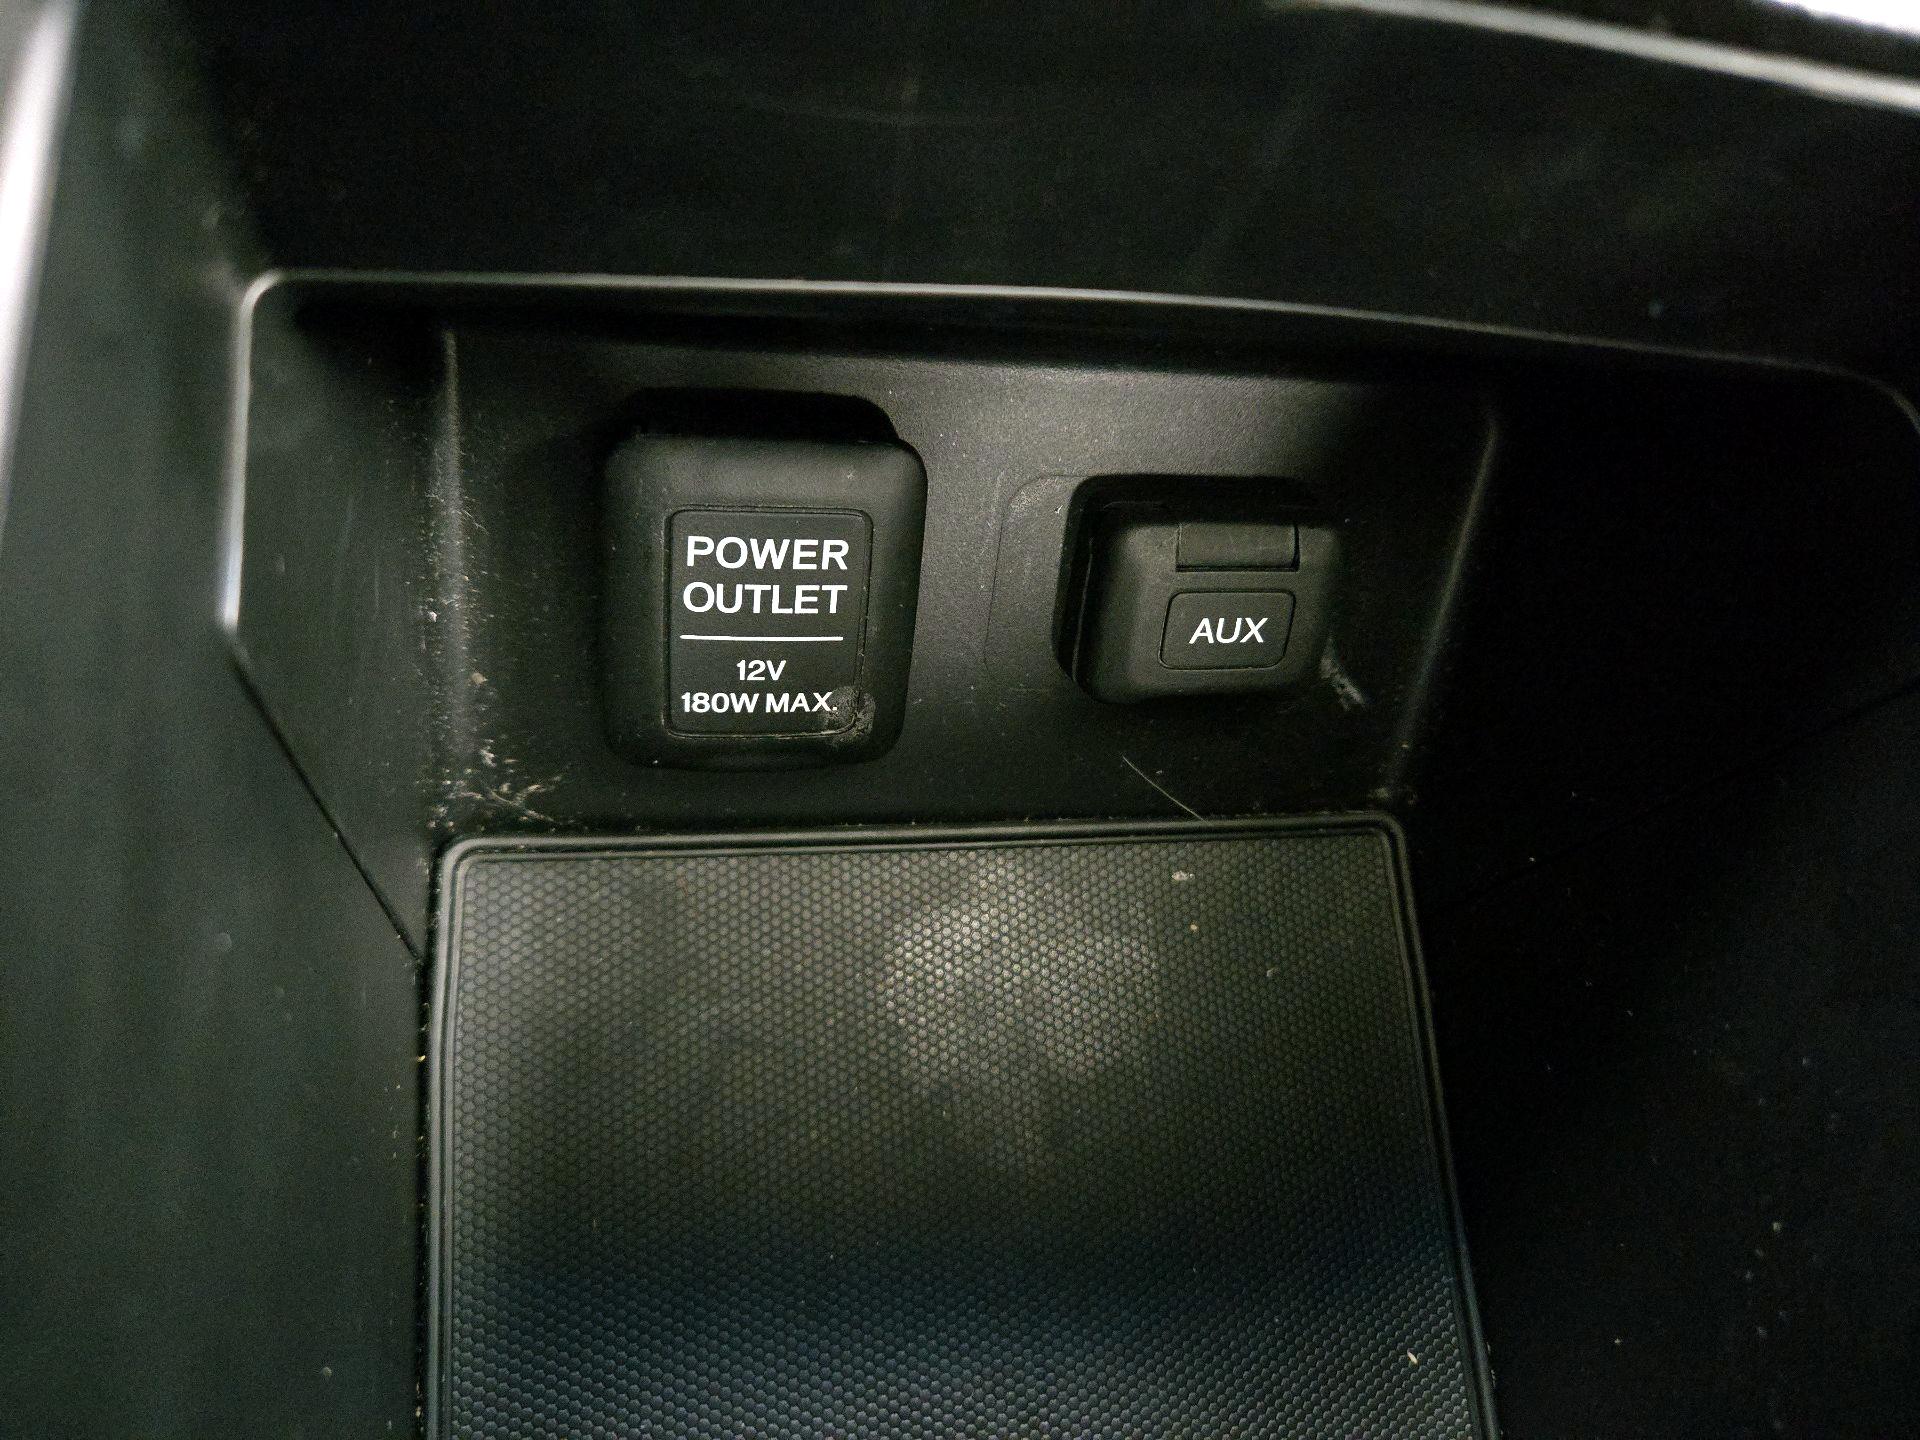 POWER
OUTLET
12V
180W MAX.
AUX